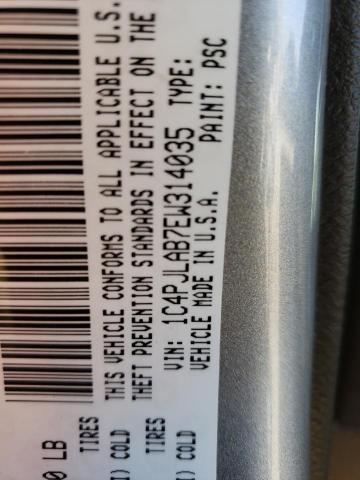 0 LB
TIRES
I) COLD
THIS VEHICLE CONFORMS TO ALL APPLICABLE U.S.
THEFT PREVENTION STANDARDS IN EFFECT ON THE
TIRES
I) COLD
VIN: 1C4PJLAB7EW314035 TYPE:
VEHICLE MADE IN U.S.A. PAINT: PSC